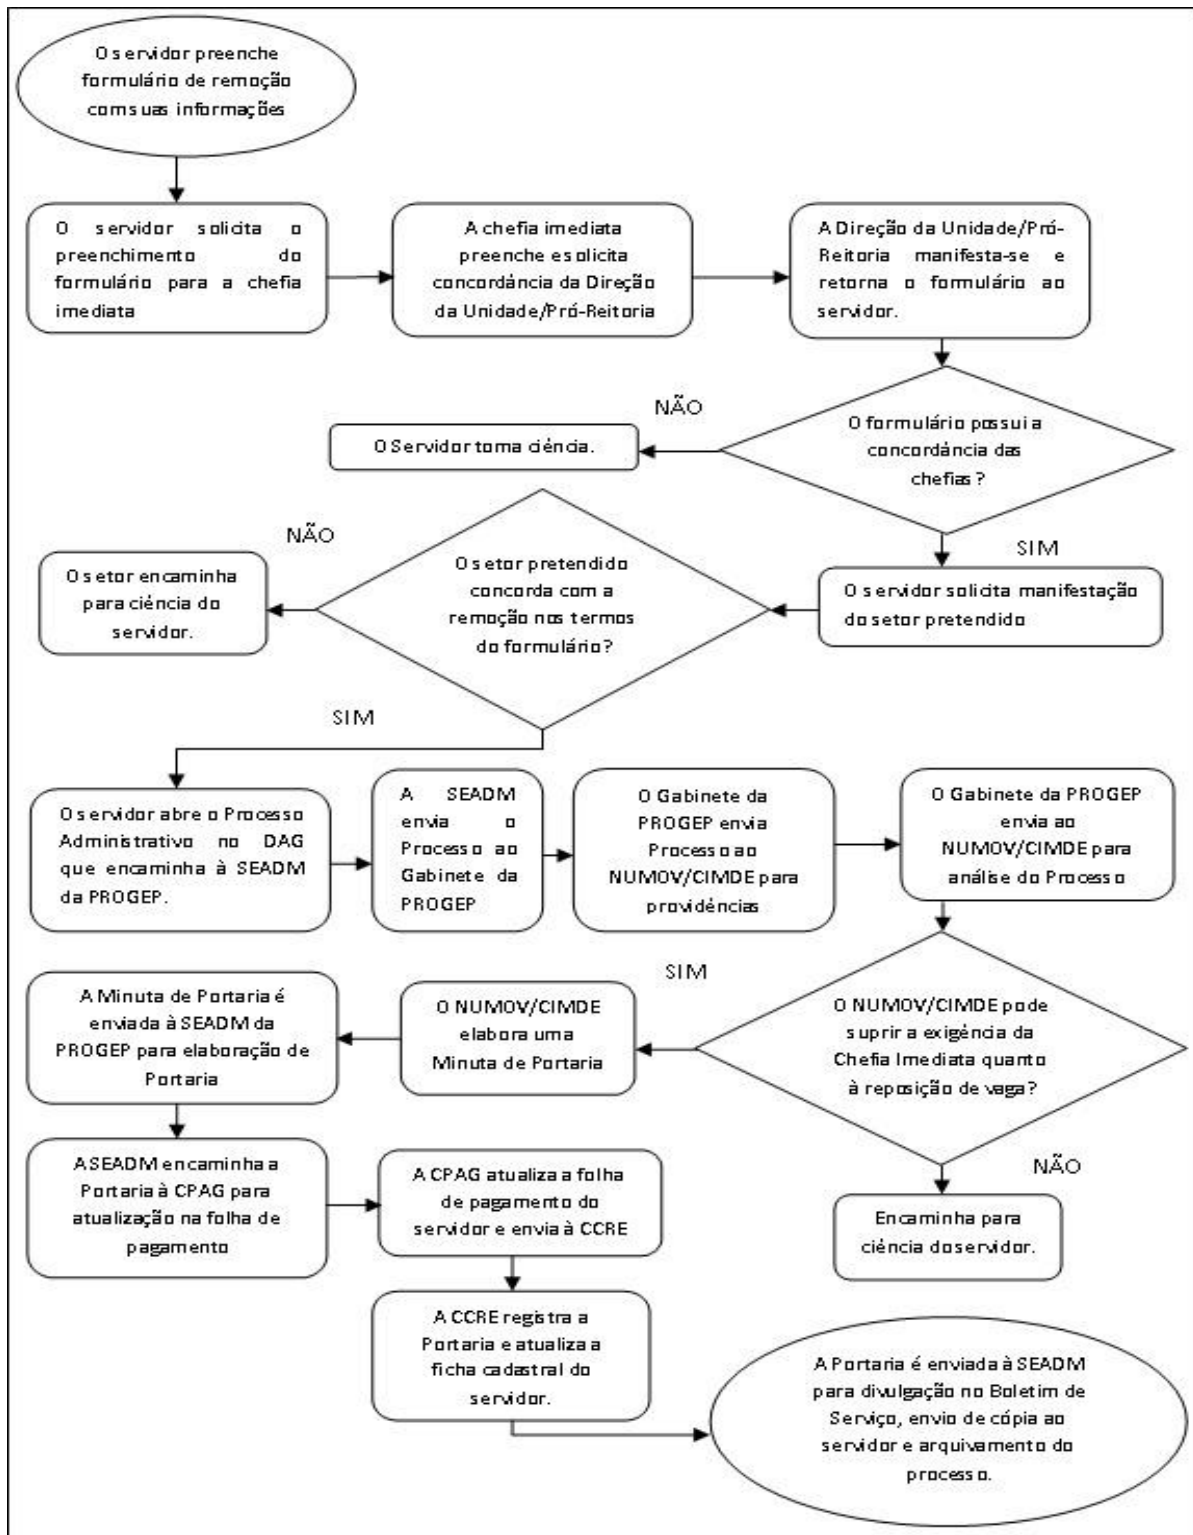 O servidor preenche
formulário de remoção
com suas informações
O servidor solicita o
preenchimento do
formulário para a chefia
imediata
A chefia imediata
preenche e solicita
concordância da Direção
da Unidade/Pró-Reitoria
A Direção da Unidade/Pró-
Reitoria manifesta-se e
retorna o formulário ao
servidor.
O formulário possui a
concordância das
chefias?
NÃO
O Servidor toma ciência.
SIM
O servidor solicita manifestação
do setor pretendido
O setor pretendido
concorda com a
remoção nos termos
do formulário?
NÃO
O setor encaminha
para ciência do
servidor.
SIM
O servidor abre o Processo
Administrativo no DAG
que encaminha à SEADM
da PROGEP.
A SEADM
envia o
Processo ao
Gabinete da
PROGEP
O Gabinete da
PROGEP envia
Processo ao
NUMOV/CIMDE para
providências
O Gabinete da PROGEP
envia ao
NUMOV/CIMDE para
análise do Processo
O NUMOV/CIMDE pode
suprir a exigência da
Chefia Imediata quanto
à reposição de vaga?
SIM
O NUMOV/CIMDE
elabora uma
Minuta de Portaria
A Minuta de Portaria é
enviada à SEADM da
PROGEP para elaboração de
Portaria
NÃO
Encaminha para
ciência do servidor.
A SEADM encaminha a
Portaria à CPAG para
atualização na folha de
pagamento
A CPAG atualiza a folha
de pagamento do
servidor e envia à CCRE
A CCRE registra a
Portaria e atualiza a
ficha cadastral do
servidor.
A Portaria é enviada à SEADM
para divulgação no Boletim de
Serviço, envio de cópia ao
servidor e arquivamento do
processo.